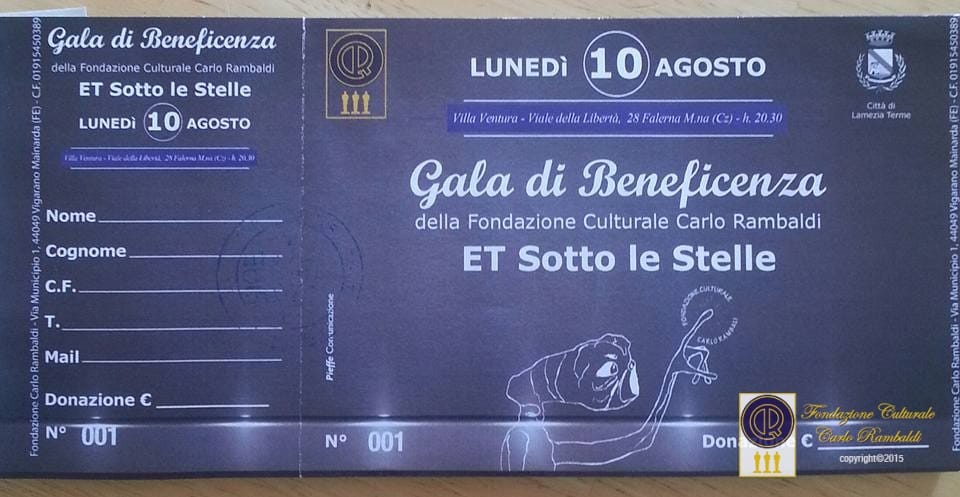 Fondazione Carlo Rambaldi - Via Municipio 1, 44049 Vigarano Mainarda (FE) - C.F. 01915450389
Gala di Beneficenza
della Fondazione Culturale Carlo Rambaldi
ET Sotto le Stelle
LUNEDÌ 10 AGOSTO
Villa Ventura - Viale della Libertà, 28 Falerna M.na (Cz) - h. 20.30
Nome
Cognome
C.F.
T.
Mail
Donazione €
N° 001
Pieffe Comunicazione
CR
LUNEDÌ 10 AGOSTO
Villa Ventura - Viale della Libertà, 28 Falerna M.na (Cz) - h. 20.30
Città di
Lamezia Terme
Gala di Beneficenza
della Fondazione Culturale Carlo Rambaldi
ET Sotto le Stelle
FONDAZIONE CULTURALE
CARLO RAMBALDI
N° 001
€
CR
Fondazione Culturale
Carlo Rambaldi
copyright©2015
Fondazione Carlo Rambaldi - Via Municipio 1, 44049 Vigarano Mainarda (FE) - C.F. 01915450389